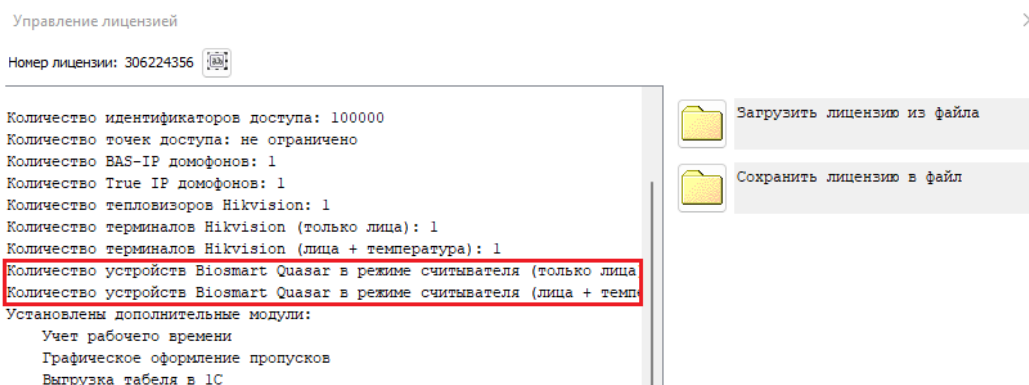 Управление лицензией
Номер лицензии: 306224356
Количество идентификаторов доступа: 100000
Количество точек доступа: не ограничено
Количество BAS-IP домофонов: 1
Количество True IP домофонов: 1
Количество тепловизоров Hikvision: 1
Количество терминалов Hikvision (только лица): 1
Количество терминалов Hikvision (лица + температура): 1
Количество устройств Biosmart Quasar в режиме считывателя (только лица
Количество устройств Biosmart Quasar в режиме считывателя (лица + темп
Установлены дополнительные модули:
Учет рабочего времени
Графическое оформление пропусков
Выгрузка табеля в 1С
Загрузить лицензию из файла
Сохранить лицензию в файл